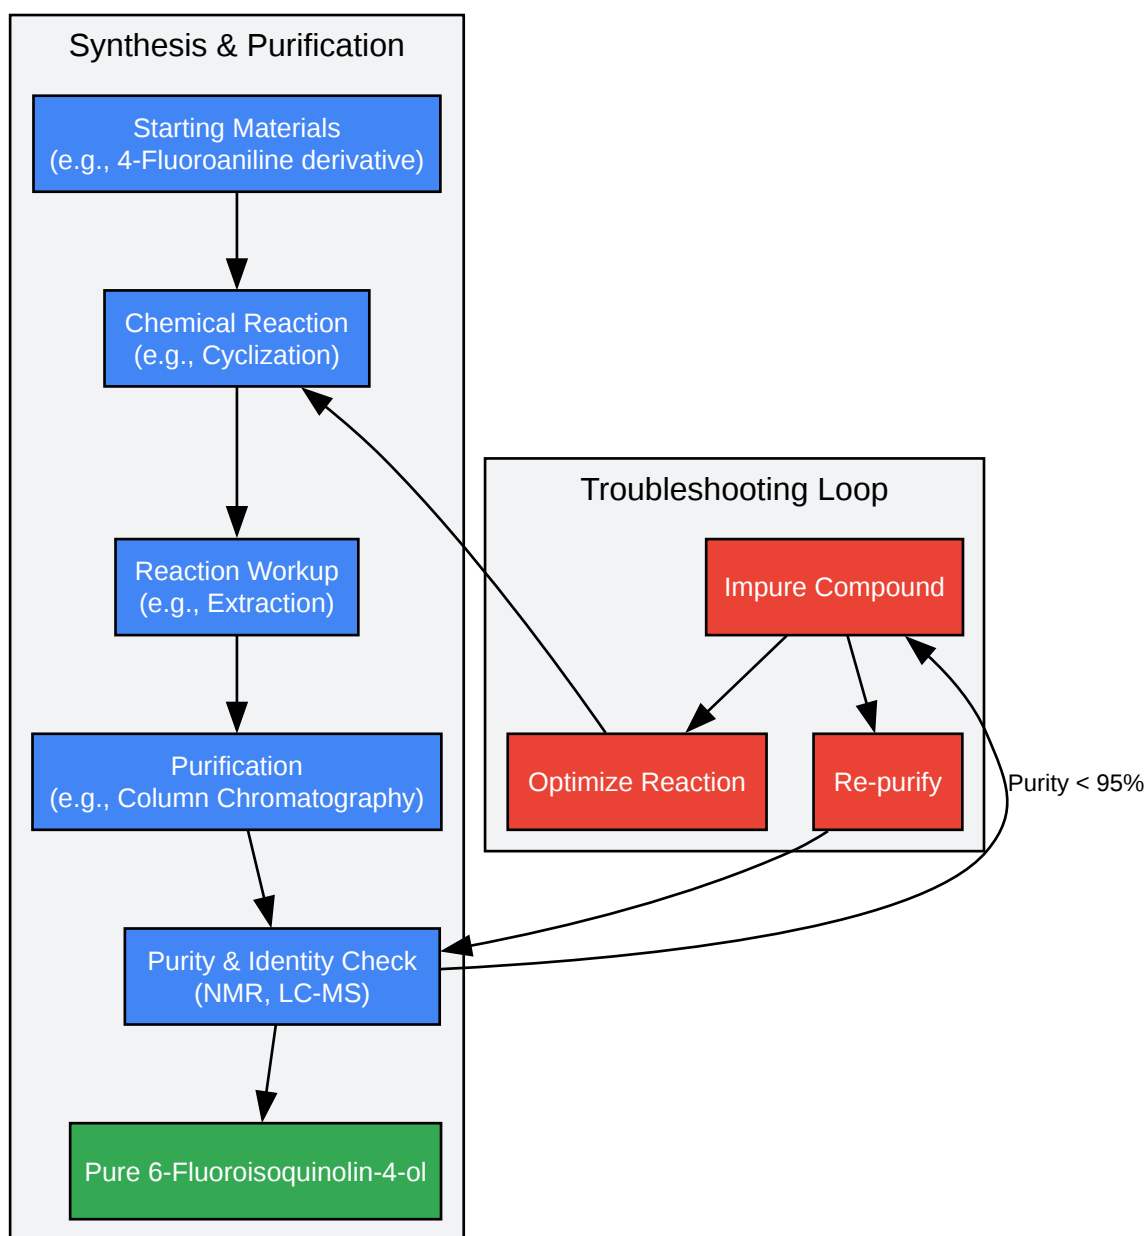 Synthesis & Purification
Starting Materials
(e.g., 4-Fluoroaniline derivative)
Chemical Reaction
(e.g., Cyclization)
Reaction Workup
(e.g., Extraction)
Purification
(e.g., Column Chromatography)
Purity & Identity Check
(NMR, LC-MS)
Pure 6-Fluoroisoquinolin-4-ol
Troubleshooting Loop
Impure Compound
Optimize Reaction
Re-purify
Purity < 95%